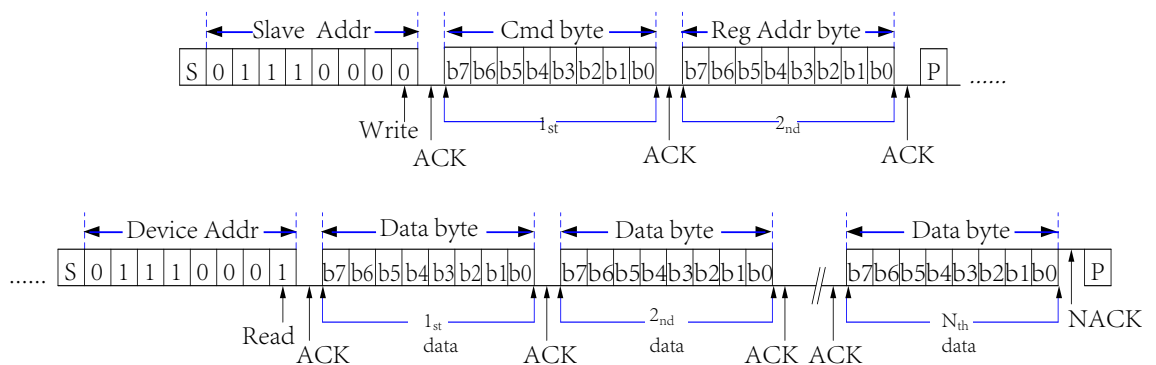 Slave Addr Cmd byte Reg Addr byte
S 0 1 1 1 0 0 0 0 b7 b6 b5 b4 b3 b2 b1 b0 b7 b6 b5 b4 b3 b2 b1 b0 P ......
Write 1st 2nd
ACK ACK ACK
Device Addr Data byte Data byte Data byte
...... S 0 1 1 1 0 0 0 1 b7 b6 b5 b4 b3 b2 b1 b0 b7 b6 b5 b4 b3 b2 b1 b0 // b7 b6 b5 b4 b3 b2 b1 b0 P
Read 1st 2nd Nth NACK
ACK data ACK data ACK ACK data